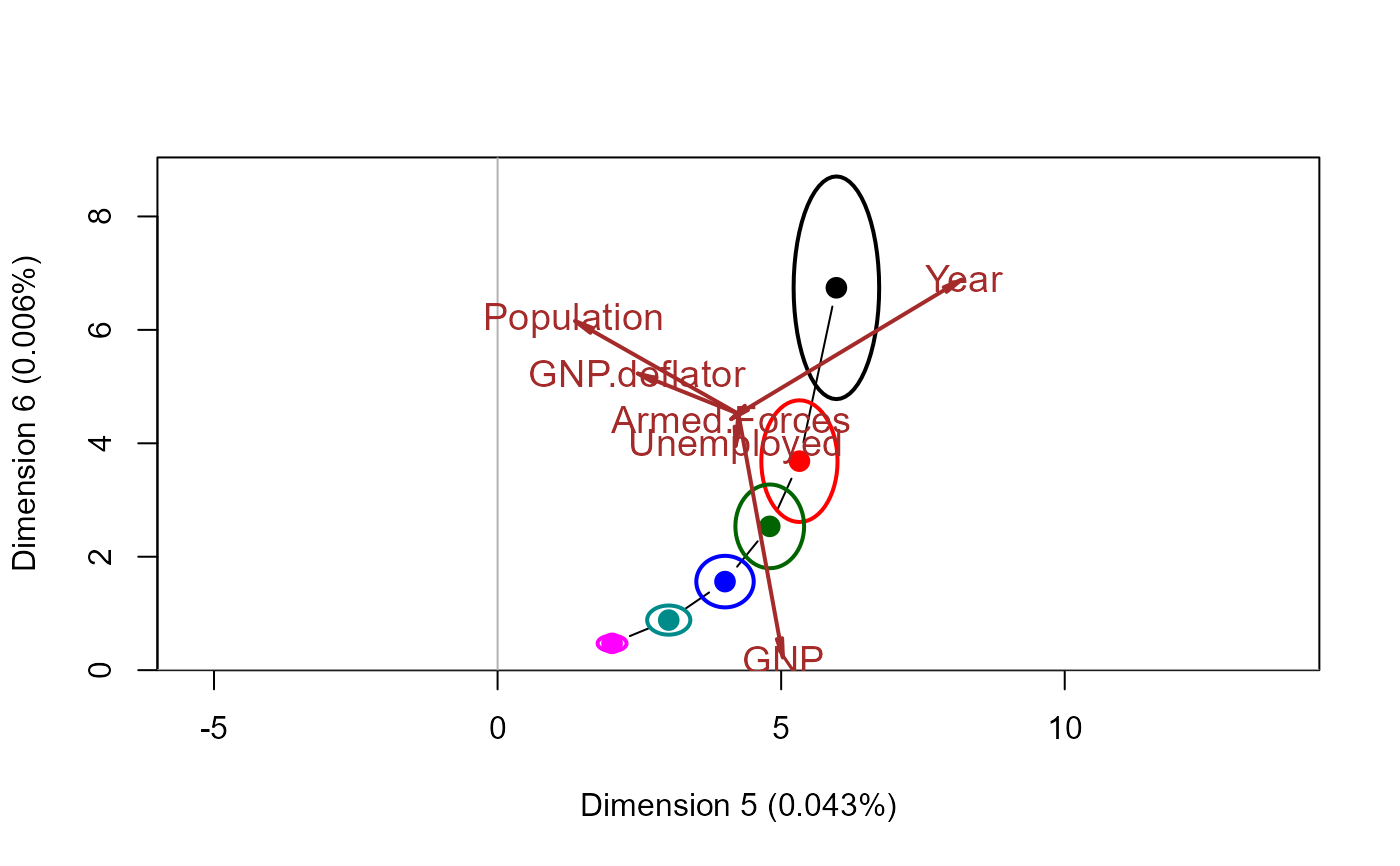 8
6
4
2
0
Dimension 6 (0.006%)
Year
Population
GNP.deflator
Armed.Forces
Unemployed
GNP
-5
0
5
10
Dimension 5 (0.043%)